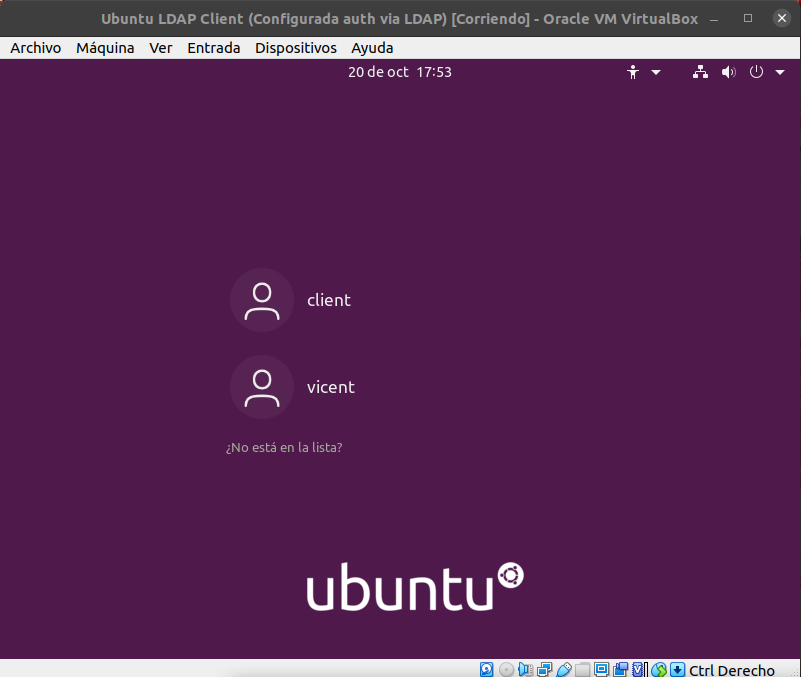 Ubuntu LDAP Client (Configurada auth via LDAP) [Corriendo] - Oracle VM VirtualBox
Archivo Máquina Ver Entrada Dispositivos Ayuda
20 de oct 17:53
client
vicent
¿No está en la lista?
ubuntu
Ctrl Derecho